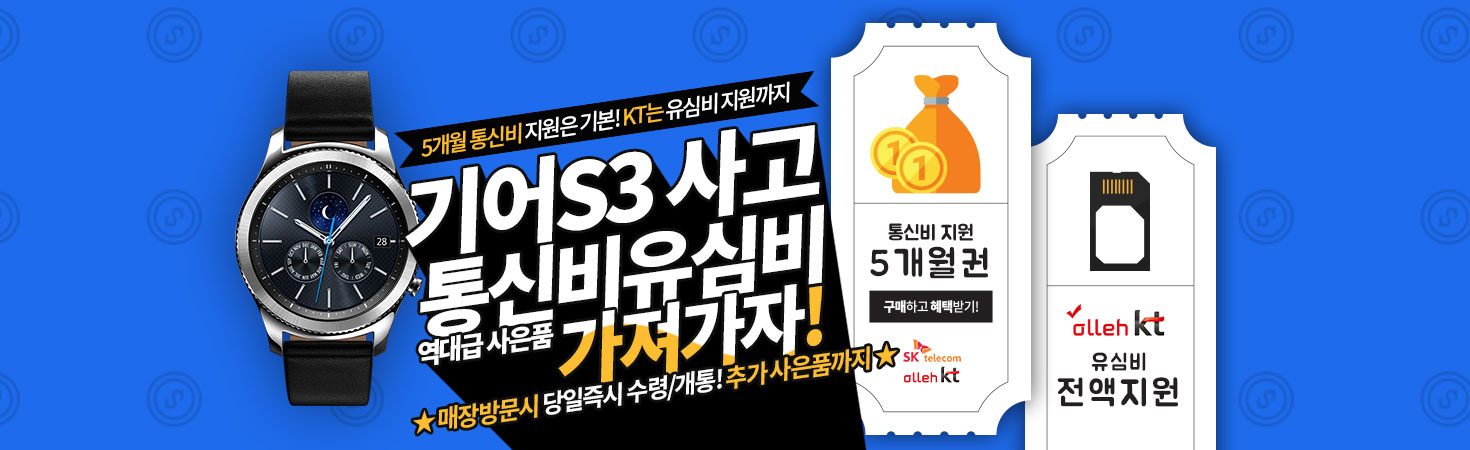 5개월 통신비 지원은 기본! KT는 유심비 지원까지
기어S3 사고
통신비유심비
역대급 사은품 가져가자!
★ 매장방문시 당일즉시 수령/개통! 추가 사은품까지 ★
통신비 지원
5개월권
구매하고 혜택받기!
SK telecom
olleh kt
olleh kt
유심비
전액지원